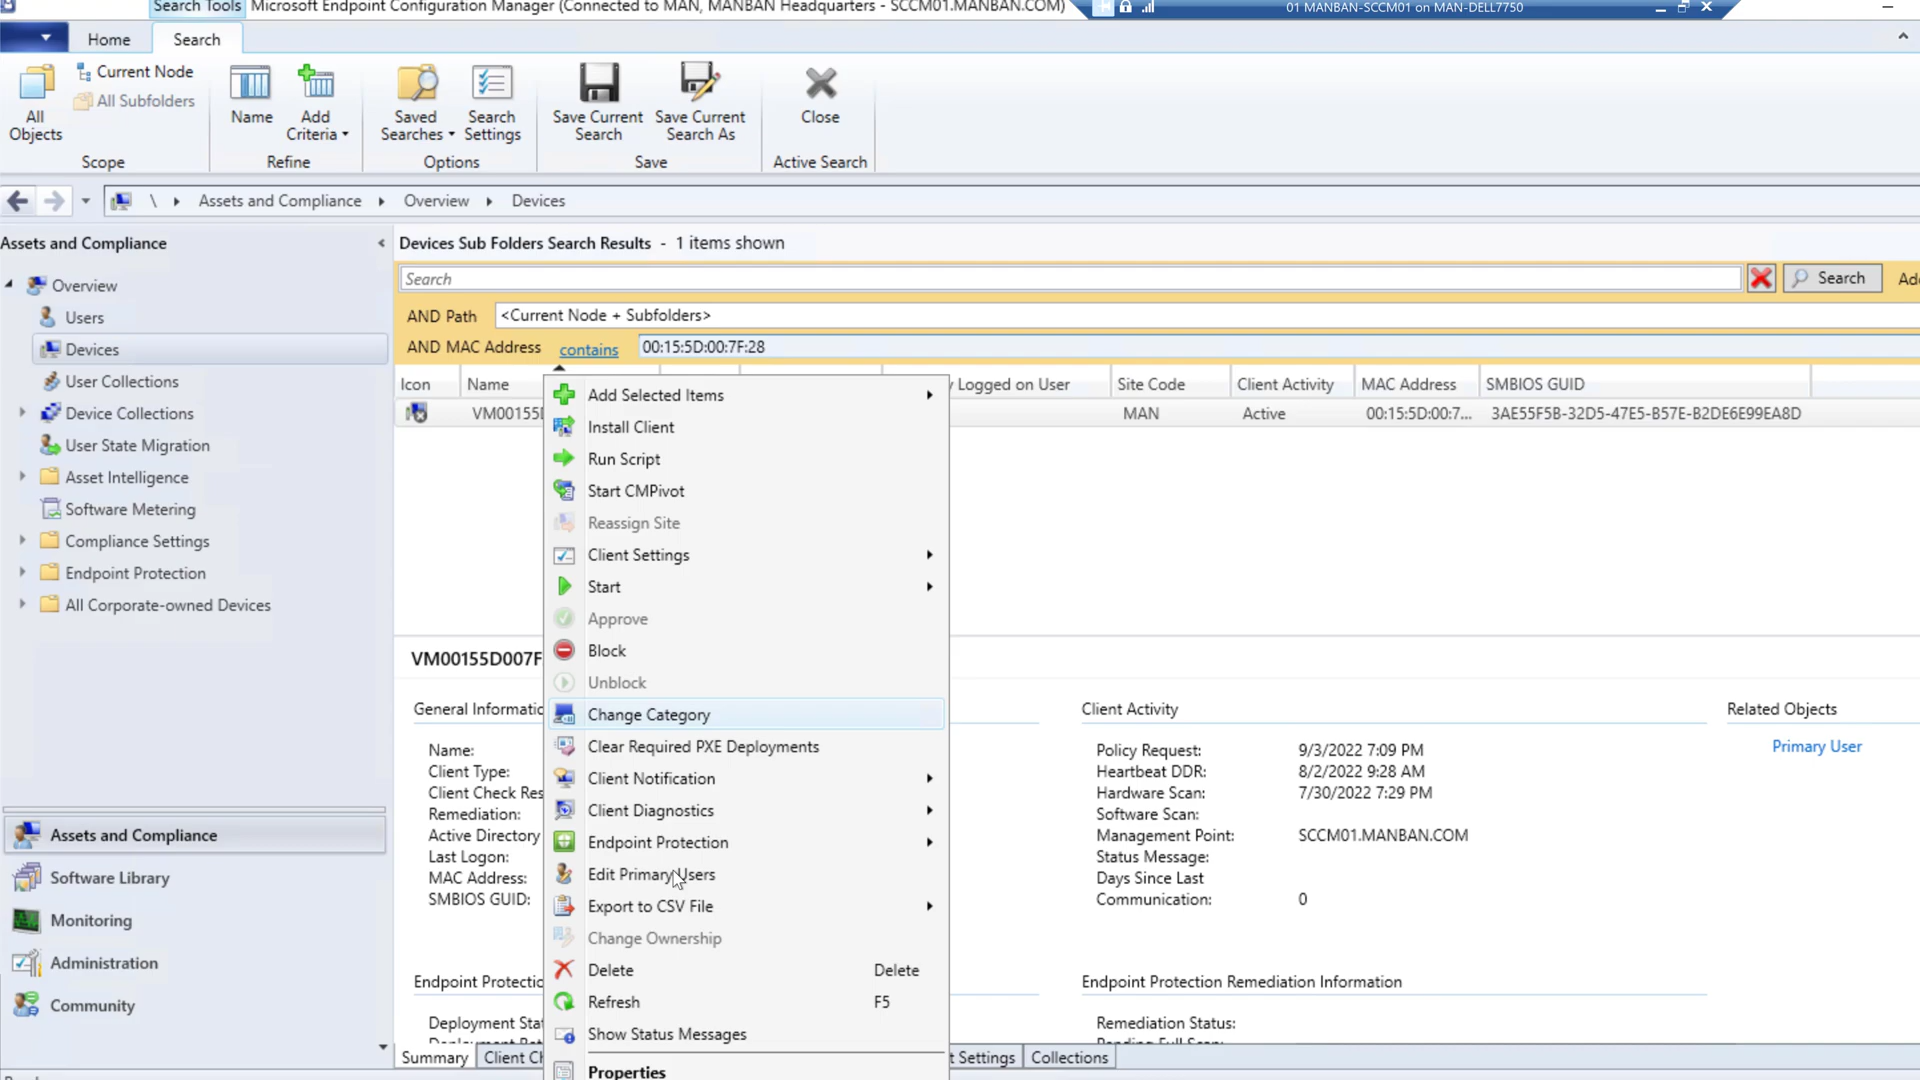 Search Tools
Microsoft Endpoint Configuration Manager (Connected to MAN, MANBAN Headquarters - SCCM01.MANBAN.COM)
01 MANBAN-SCCM01 on MAN-DELL7750
Home
Search
All Objects
Current Node
All Subfolders
Scope
Name
Add Criteria
Refine
Saved Searches
Search Settings
Options
Save Current Search
Save Current Search As
Save
Close
Active Search
\
Assets and Compliance
Overview
Devices
Assets and Compliance
Overview
Users
Devices
User Collections
Device Collections
User State Migration
Asset Intelligence
Software Metering
Compliance Settings
Endpoint Protection
All Corporate-owned Devices
Assets and Compliance
Software Library
Monitoring
Administration
Community
Devices Sub Folders Search Results - 1 items shown
Search
Search
AND Path <Current Node + Subfolders>
AND MAC Address contains 00:15:5D:00:7F:28
Icon Name Logged on User Site Code Client Activity MAC Address SMBIOS GUID
MAN Active 00:15:5D:00:7... 3AE55F5B-32D5-47E5-B57E-B2DE6E99EA8D
Add Selected Items
Install Client
Run Script
Start CMPivot
Reassign Site
Client Settings
Start
Approve
Block
Unblock
Change Category
Clear Required PXE Deployments
Client Notification
Client Diagnostics
Endpoint Protection
Edit Primary Users
Export to CSV File
Change Ownership
Delete Delete
Refresh F5
Show Status Messages
Properties
VM00155D007F
General
Name:
Client Type:
Client Check
Remediation:
Active Directory
Last Logon:
MAC Address:
SMBIOS GUID:
Client Activity
Policy Request: 9/3/2022 7:09 PM
Heartbeat DDR: 8/2/2022 9:28 AM
Hardware Scan: 7/30/2022 7:29 PM
Software Scan:
Management Point: SCCM01.MANBAN.COM
Status Message:
Days Since Last
Communication: 0
Related Objects
Primary User
Endpoint
Deployment
Endpoint Protection Remediation Information
Remediation Status:
Summary
Client
Settings
Collections